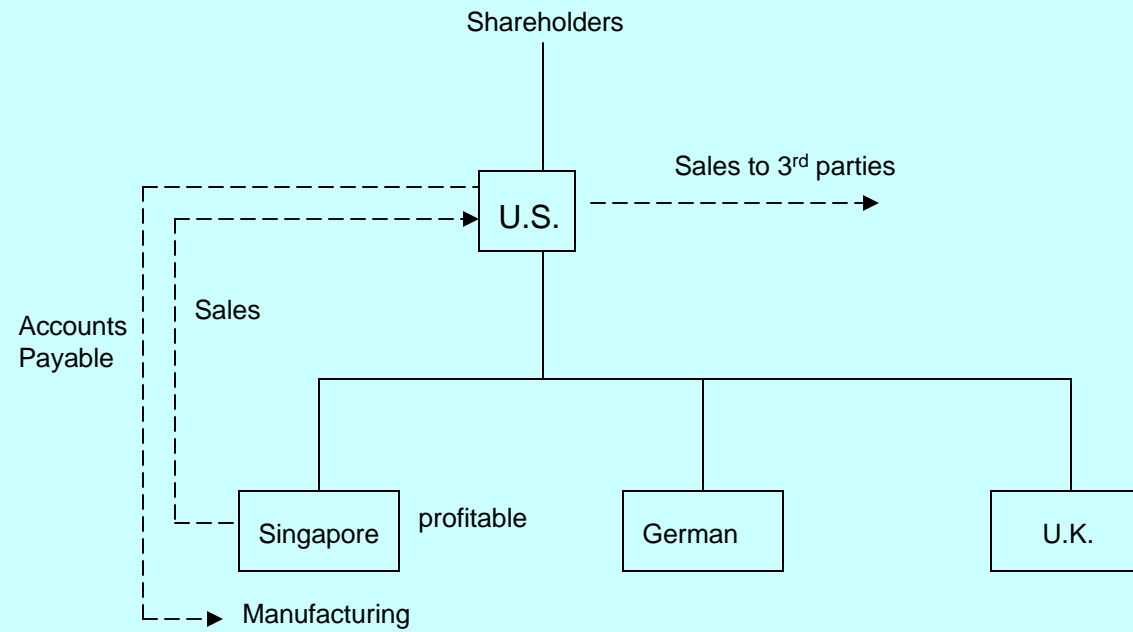 Shareholders
Sales to 3rd parties
U.S.
Sales
Accounts
Payable
Singapore
profitable
German
U.K.
Manufacturing